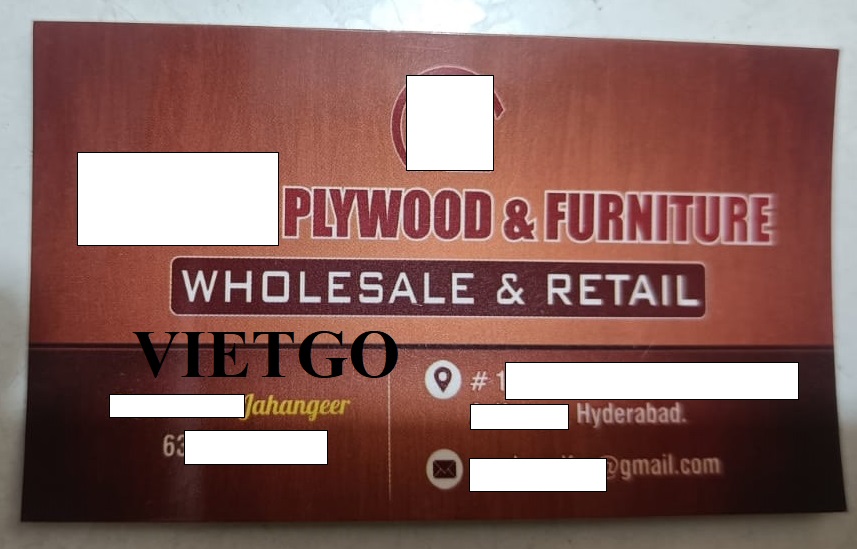 PLYWOOD & FURNITURE
WHOLESALE & RETAIL
VIETGO
Jahangeer
63
# 1
Hyderabad.
@gmail.com